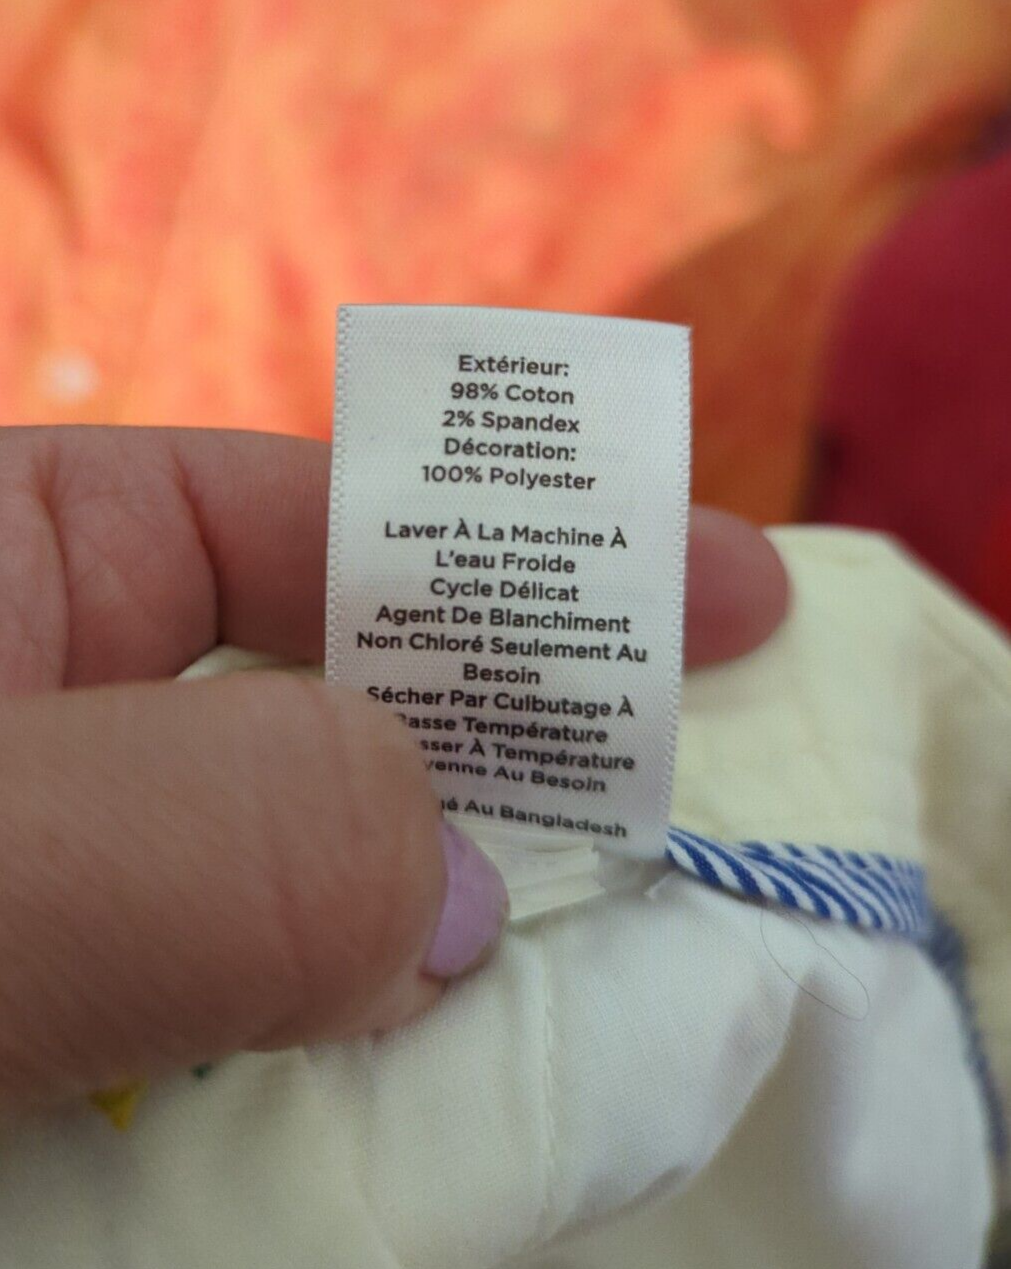 Extérieur:
98% Coton
2% Spandex
Décoration:
100% Polyester
Laver À La Machine À
L'eau Froide
Cycle Délicat
Agent De Blanchiment
Non Chloré Seulement Au
Besoin
Sécher Par Culbutage À
Basse Température
À Température
Au Besoin
Au Bangladesh